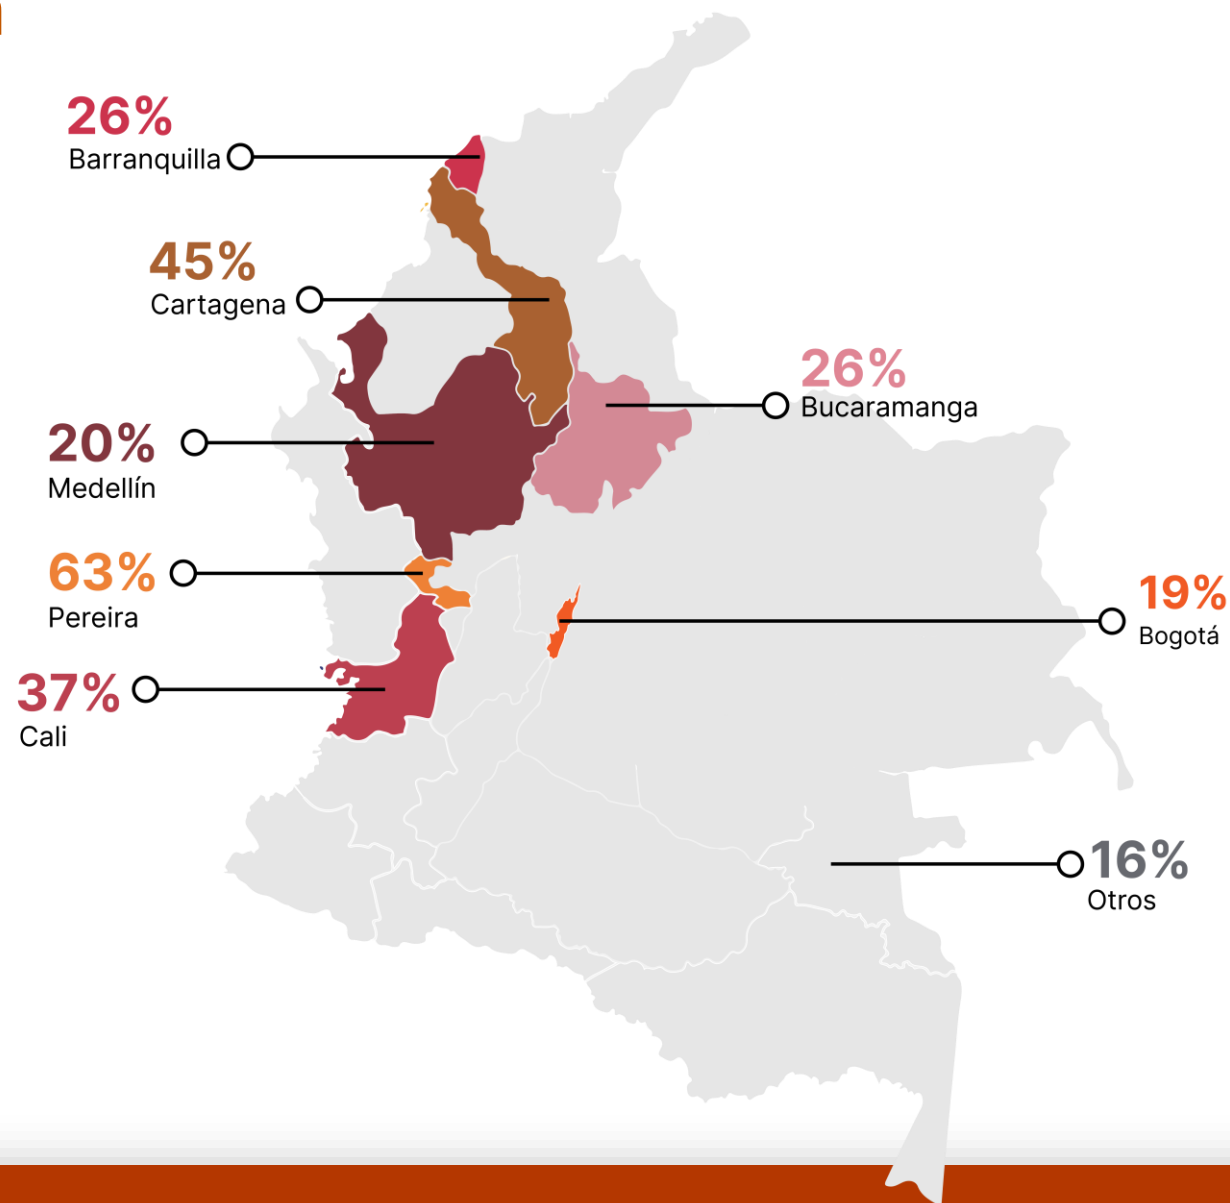 26%
Barranquilla
45%
Cartagena
26%
Bucaramanga
20%
Medellín
63%
Pereira
19%
Bogotá
37%
Cali
16%
Otros